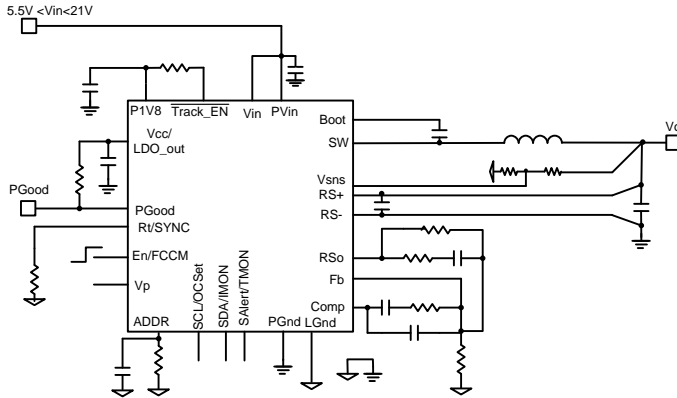 5.5V <Vin<21V
P1V8
Track_EN
Vin
PVin
Boot
Vcc/
LDO_out
SW
Vo
Vsns
PGood
RS+
PGood
RS-
Rt/SYNC
En/FCCM
RSo
Fb
Vp
SCL/OCSet
SDA/IMON
SAlert/TMON
Comp
ADDR
PGnd
LGnd